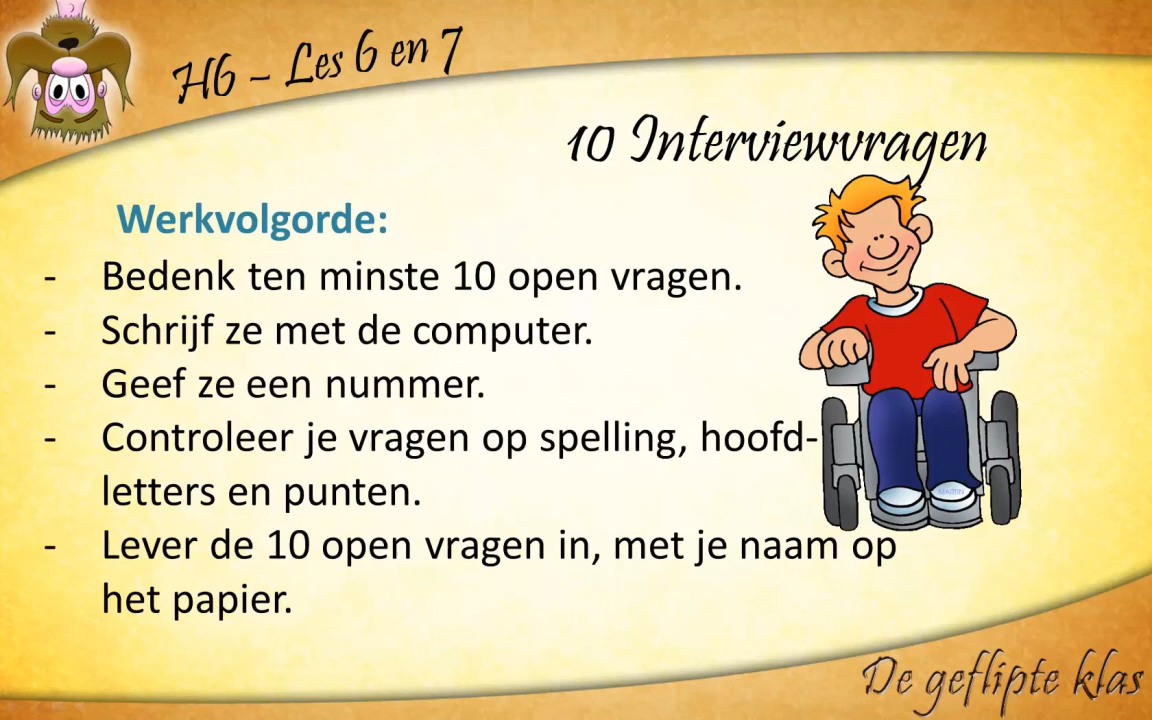 H6 – Les 6 en 7
10 Interviewvragen
Werkvolgorde:
- Bedenk ten minste 10 open vragen.
- Schrijf ze met de computer.
- Geef ze een nummer.
- Controleer je vragen op spelling, hoofd-
letters en punten.
- Lever de 10 open vragen in, met je naam op
het papier.
MARTIN
De geflipte klas